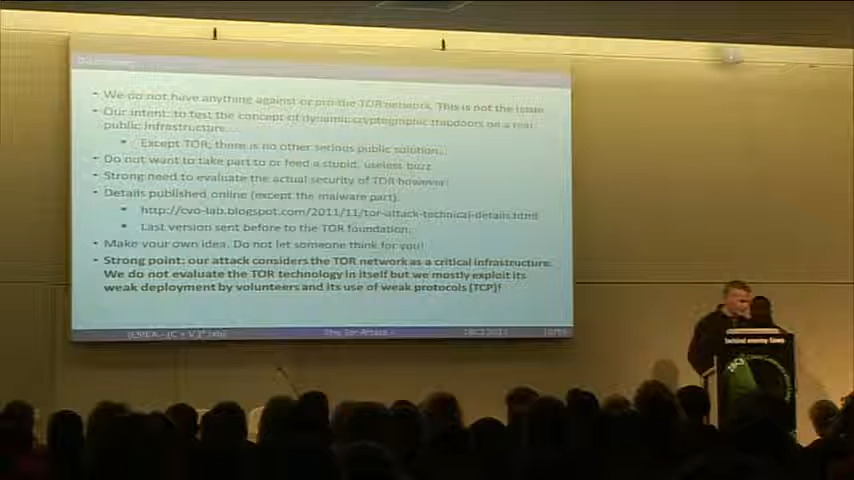 We do not have anything against or pro the TOR network. This is not the issue
Our intent: to test the concept of dynamic cryptographic trapdoors on a real
public infrastructure...
Except TOR, there is no other serious public solution.
Do not want to take part to or feed a stupid, useless buzz
Strong need to evaluate the actual security of TOR however!
Details published online (except the malware part).
http://cvo-lab.blogspot.com/2011/11/tor-attack-technical-details.html
Last version sent before to the TOR foundation.
Make your own idea. Do not let someone think for you!
Strong point: our attack considers the TOR network as a critical infrastructure.
We do not evaluate the TOR technology in itself but we mostly exploit its
weak deployment by volunteers and its use of weak protocols (TCP)!
The Tor Attack
behind enemy lines